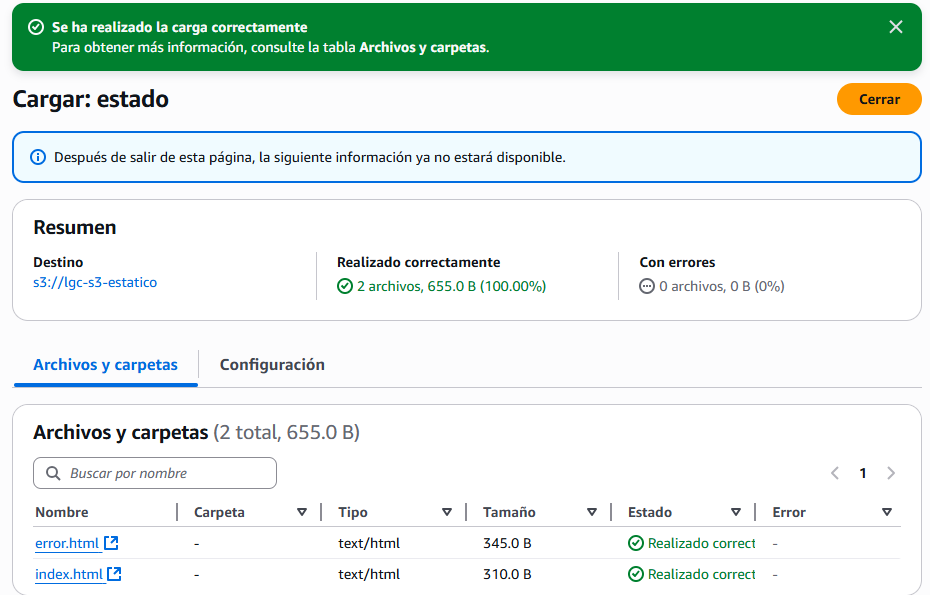 Se ha realizado la carga correctamente
Para obtener más información, consulte la tabla Archivos y carpetas.
Cargar: estado
Cerrar
Después de salir de esta página, la siguiente información ya no estará disponible.
Resumen
Destino
Realizado correctamente
Con errores
s3://lgc-s3-estatico
2 archivos, 655.0 B (100.00%)
0 archivos, 0 B (0%)
Archivos y carpetas
Configuración
Archivos y carpetas (2 total, 655.0 B)
Buscar por nombre
1
Nombre Carpeta Tipo Tamaño Estado Error
error.html - text/html 345.0 B Realizado correct -
index.html - text/html 310.0 B Realizado correct -